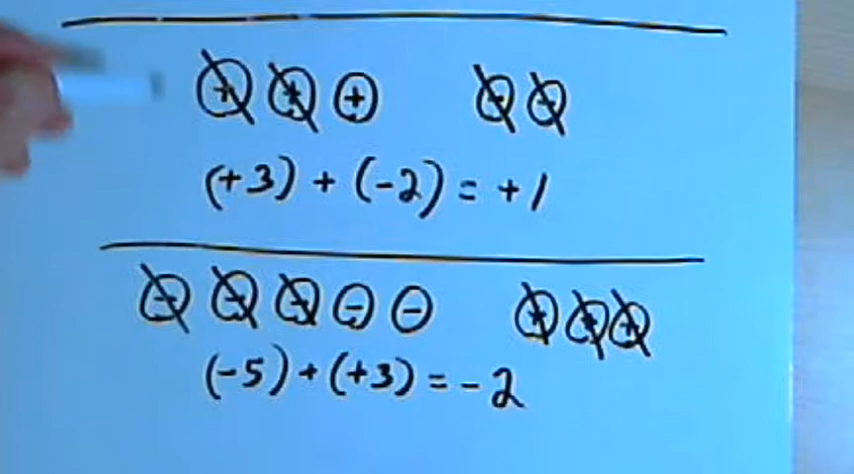 + + + - -
(+3) + (-2) = +1
- - - - - + + +
(-5) + (+3) = -2